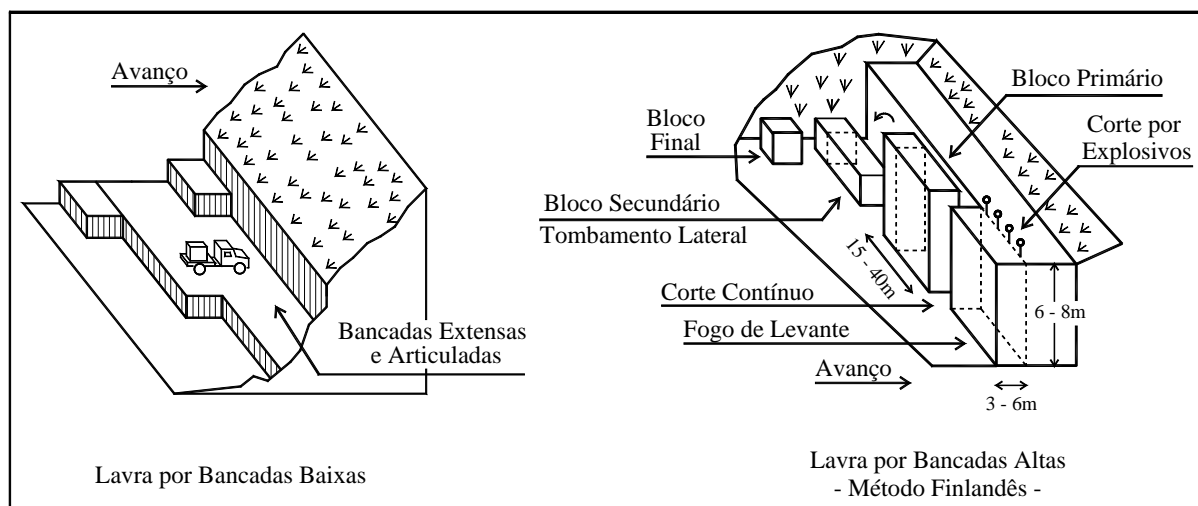 Avanço
Bancadas Extensas
e Articuladas
Lavra por Bancadas Baixas
Bloco Primário
Corte por
Explosivos
Bloco
Final
Bloco Secundário
Tombamento Lateral
15 - 40m
Corte Contínuo
Fogo de Levante
6 - 8m
Avanço
3 - 6m
Lavra por Bancadas Altas
- Método Finlandês -